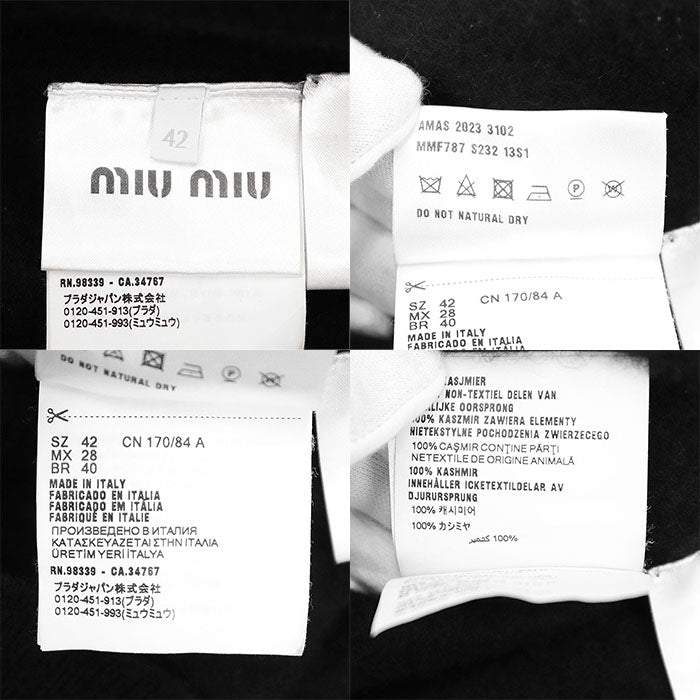 42
miu miu
RN.98339 - CA.34767
プラダジャパン株式会社
0120-451-913(プラダ)
0120-451-993(ミュウミュウ)
AMAS 2023 3102
MMF787 S232 13S1
DO NOT NATURAL DRY
SZ 42 CN 170/84 A
MX 28
BR 40
MADE IN ITALY
FABRICADO EN ITALIA
DO NOT NATURAL DRY
SZ 42 CN 170/84 A
MX 28
BR 40
MADE IN ITALY
FABRICADO EN ITALIA
FABRICADO EM ITÁLIA
FABRIQUÉ EN ITALIE
ПРОИЗВЕДЕНО В ИТАЛИЯ
ΚΑΤΑΣΚΕΥΑΖΕΤΑΙ ΣΤΗΝ ΙΤΑΛΙΑ
ÜRETİM YERİ İTALYA
RN.98339 - CA.34767
プラダジャパン株式会社
0120-451-913(プラダ)
0120-451-993(ミュウミュウ)
KASJMIER
NON-TEXTIEL DELEN VAN
OORSPRONG
100% KASZMIR ZAWIERA ELEMENTY
NIETEKSTYLNE POCHODZENIA ZWIERZĘCEGO
100% CAŞMIR CONŢINE PĂRŢI
NETEXTILE DE ORIGINE ANIMALĂ
100% KASHMIR
INNEHÅLLER ICKETEXTILDELAR AV
DJURURSPRUNG
100% 캐시미어
100% カシミヤ
100% كشمير